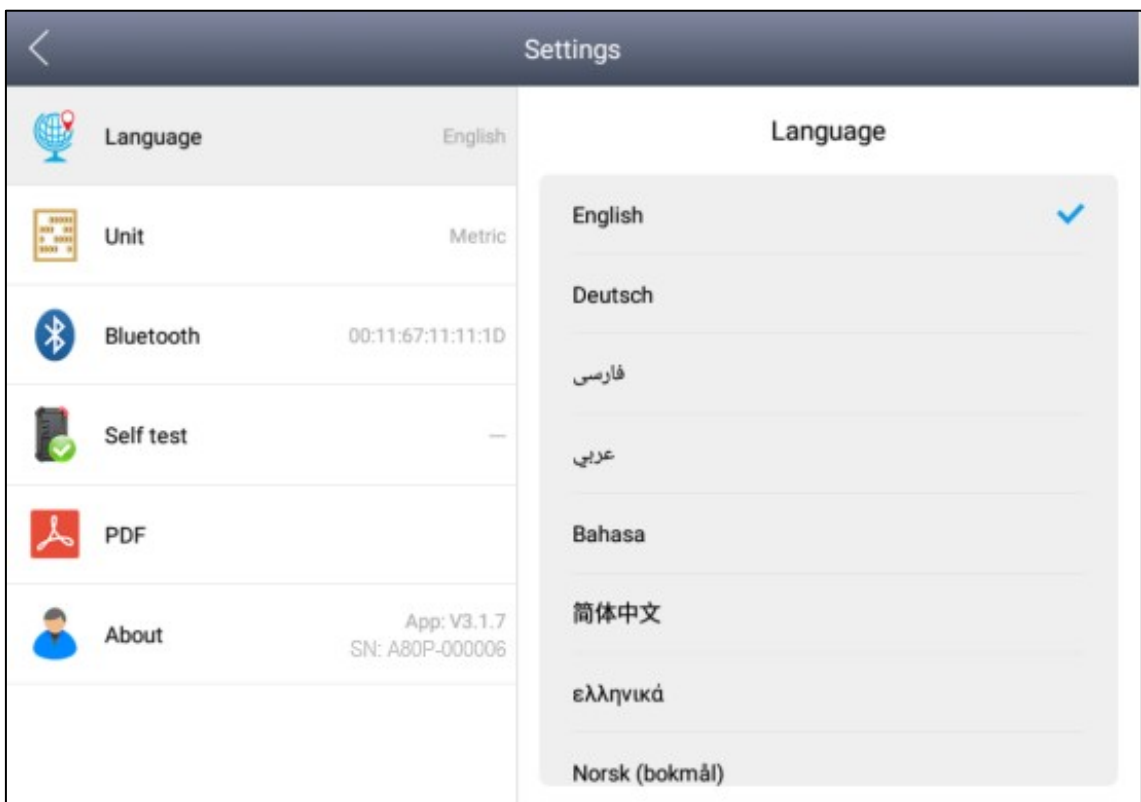 Settings
Language
English
Unit
Metric
Bluetooth
00:11:67:11:11:1D
Self test
—
PDF
About
App: V3.1.7
SN: A80P-000006
Language
English
Deutsch
فارسی
عربي
Bahasa
简体中文
ελληνικά
Norsk (bokmål)